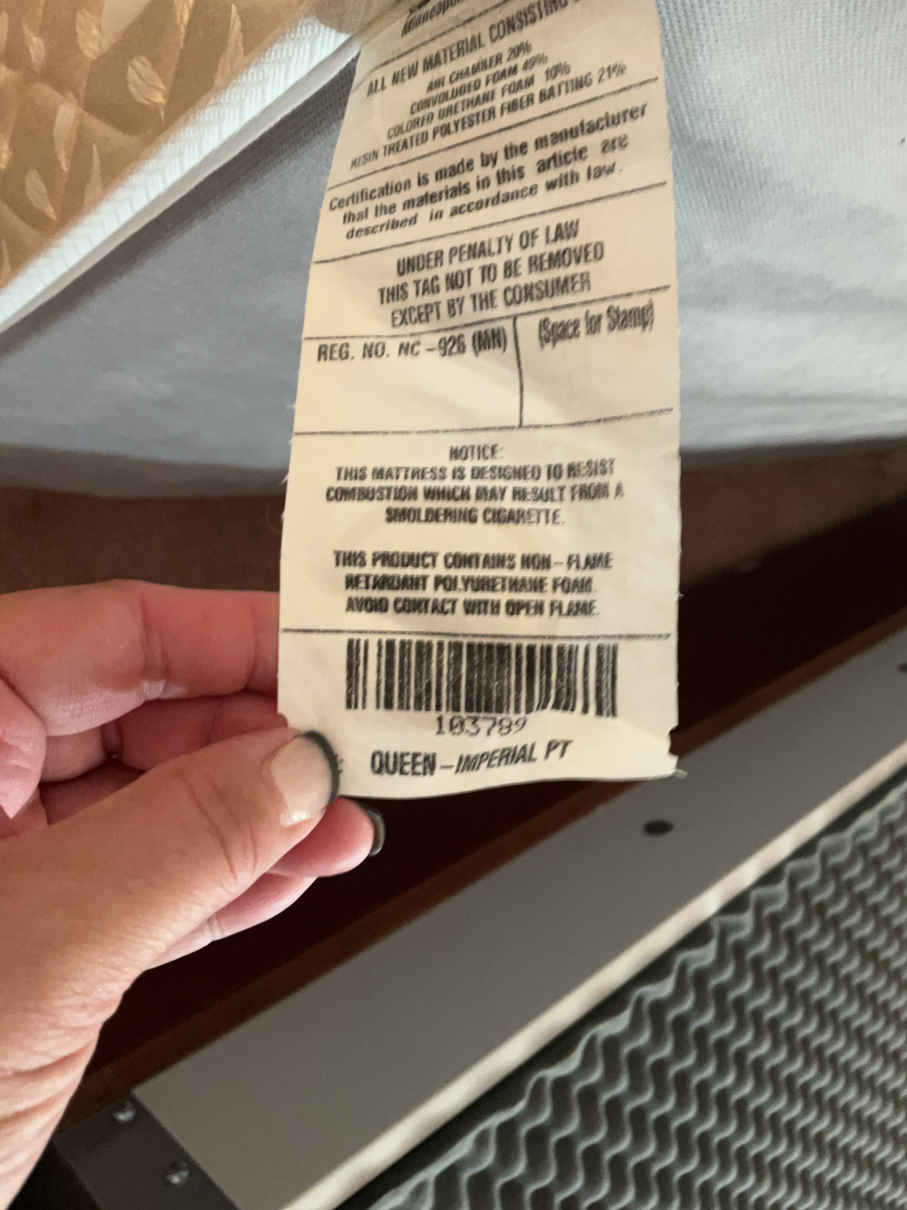 Minneapol
ALL NEW MATERIAL CONSISTING
AIR CHAMBER 20%
CONVOLUDED FOAM 49%
COLORED URETHANE FOAM 10%
RESIN TREATED POLYESTER FIBER BATTING 21%
Certification is made by the manufacturer
that the materials in this article are
described in accordance with law.
UNDER PENALTY OF LAW
THIS TAG NOT TO BE REMOVED
EXCEPT BY THE CONSUMER
REG. NO. NC-926 (MN)
(Space for Stamp)
NOTICE:
THIS MATTRESS IS DESIGNED TO RESIST
COMBUSTION WHICH MAY RESULT FROM A
SMOLDERING CIGARETTE.
THIS PRODUCT CONTAINS NON-FLAME
RETARDANT POLYURETHANE FOAM.
AVOID CONTACT WITH OPEN FLAME.
103789
QUEEN-IMPERIAL PT